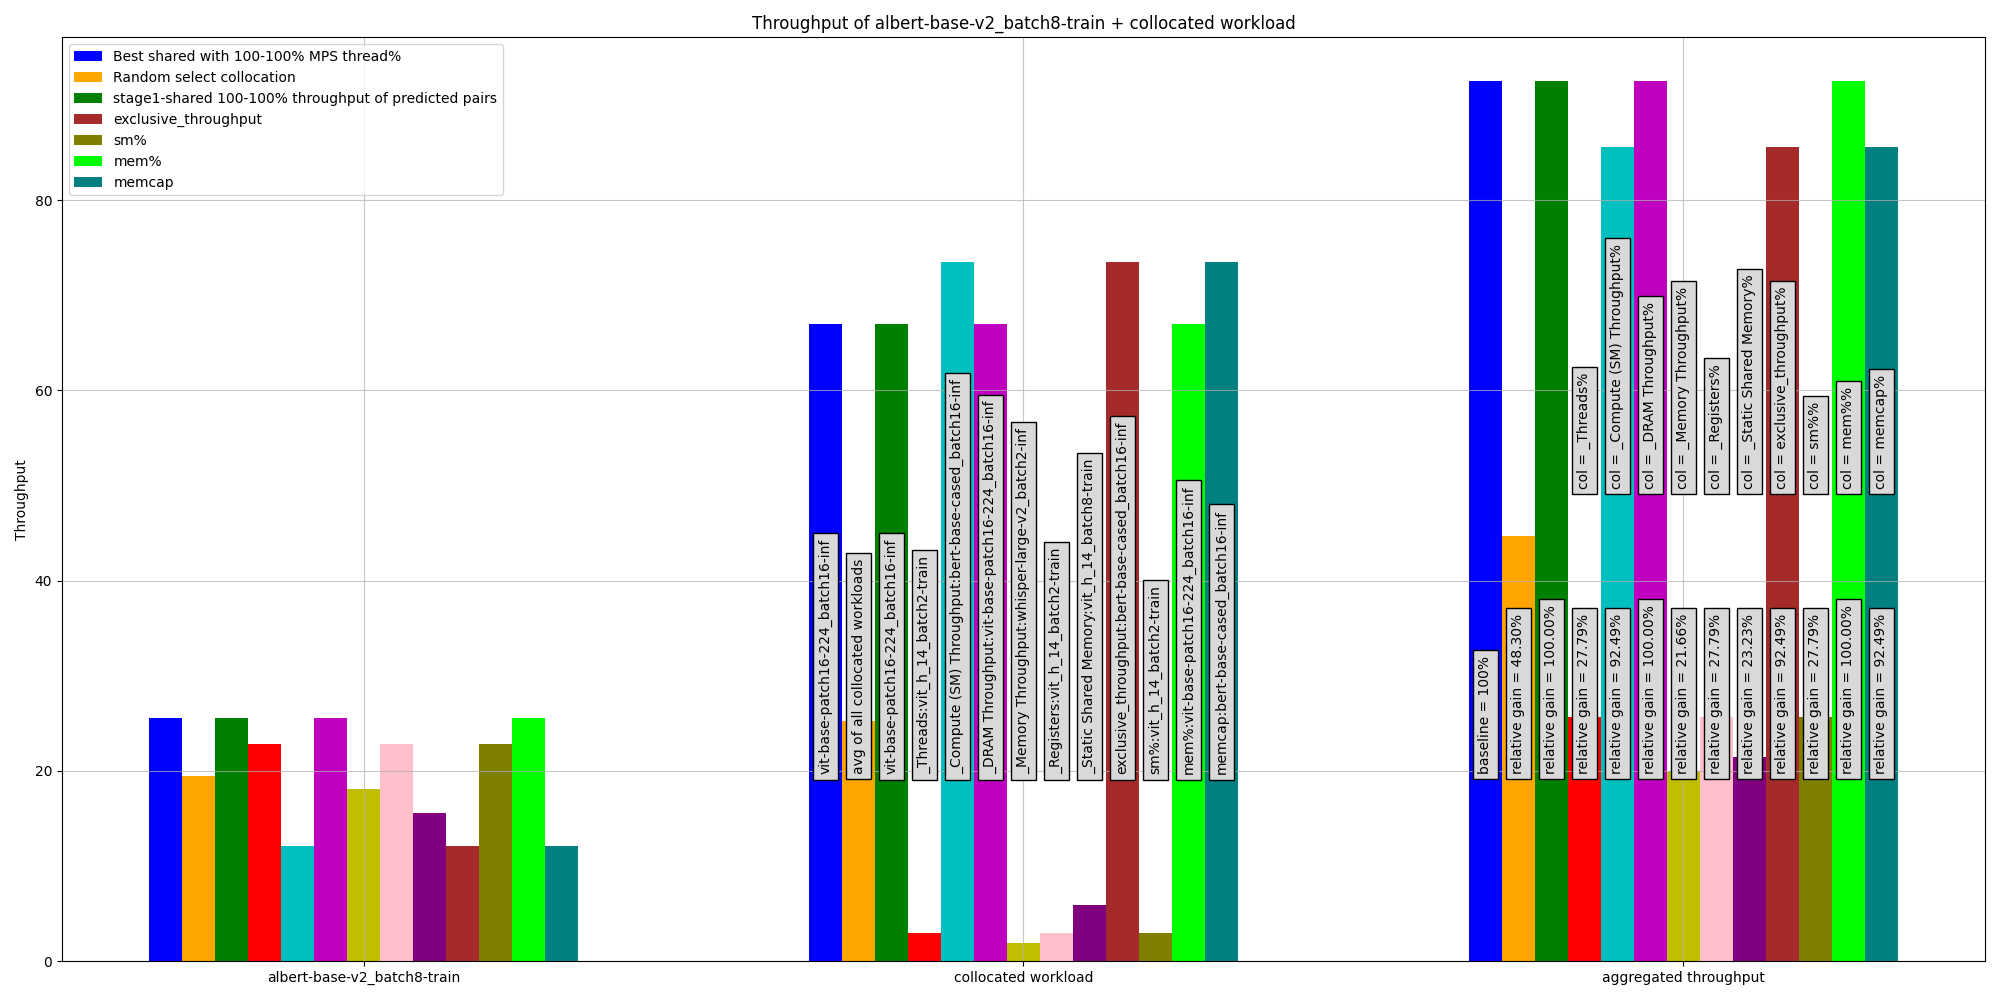 Throughput of albert-base-v2_batch8-train + collocated workload
Best shared with 100-100% MPS thread%
Random select collocation
stage1-shared 100-100% throughput of predicted pairs
exclusive_throughput
sm%
mem%
memcap
Throughput
80
60
40
20
0
vit-base-patch16-224_batch16-inf
avg of all collocated workloads
vit-base-patch16-224_batch16-inf
_Threads:vit_h_14_batch2-train
_Compute (SM) Throughput:bert-base-cased_batch16-inf
_DRAM Throughput:vit-base-patch16-224_batch16-inf
_Memory Throughput:whisper-large-v2_batch2-inf
_Registers:vit_h_14_batch2-train
_Static Shared Memory:vit_h_14_batch8-train
exclusive_throughput:bert-base-cased_batch16-inf
sm%:vit_h_14_batch2-train
mem%:vit-base-patch16-224_batch16-inf
memcap:bert-base-cased_batch16-inf
col = _Threads%
col = _Compute (SM) Throughput%
col = _DRAM Throughput%
col = _Memory Throughput%
col = _Registers%
col = _Static Shared Memory%
col = exclusive_throughput%
col = sm%%
col = mem%%
col = memcap%
baseline = 100%
relative gain = 48.30%
relative gain = 100.00%
relative gain = 27.79%
relative gain = 92.49%
relative gain = 100.00%
relative gain = 21.66%
relative gain = 27.79%
relative gain = 23.23%
relative gain = 92.49%
relative gain = 27.79%
relative gain = 100.00%
relative gain = 92.49%
albert-base-v2_batch8-train
collocated workload
aggregated throughput